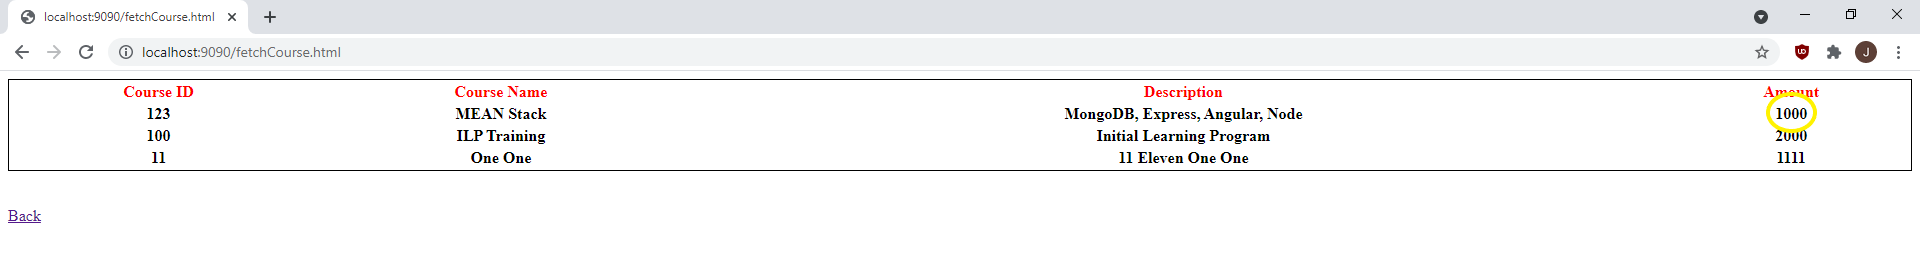 localhost:9090/fetchCourse.html
localhost:9090/fetchCourse.html
J
Course ID Course Name Description Amount
123 MEAN Stack MongoDB, Express, Angular, Node 1000
100 ILP Training Initial Learning Program 2000
11 One One 11 Eleven One One 1111
Back